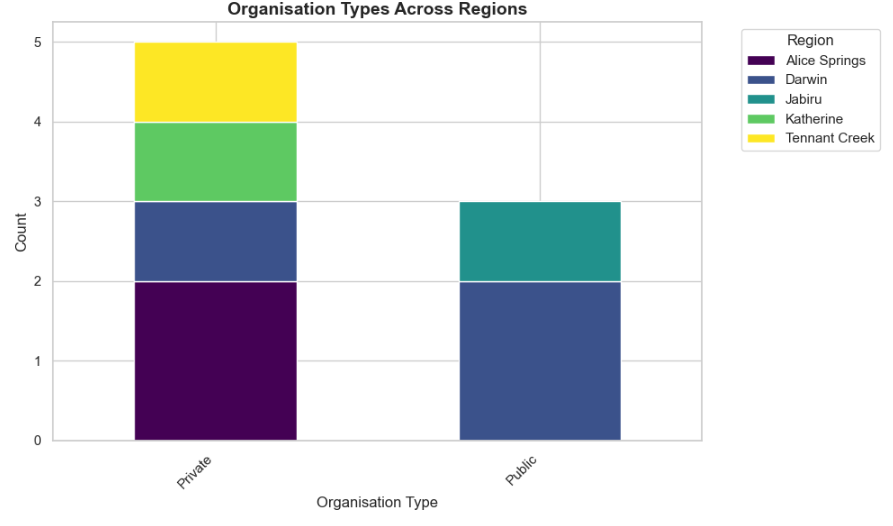 Organisation Types Across Regions
5
4
3
2
1
0
Count
Private
Public
Organisation Type
Region
Alice Springs
Darwin
Jabiru
Katherine
Tennant Creek